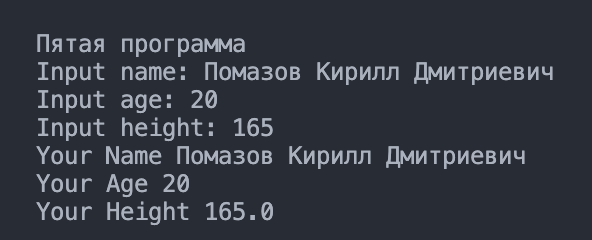 Пятая программа
Input name: Помазов Кирилл Дмитриевич
Input age: 20
Input height: 165
Your Name Помазов Кирилл Дмитриевич
Your Age 20
Your Height 165.0